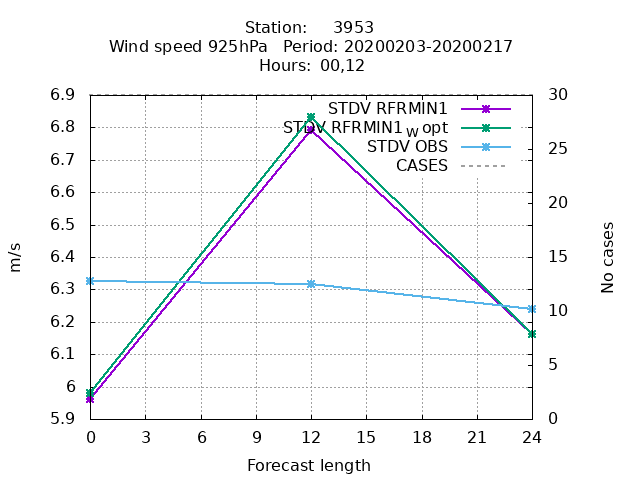 Station: 3953
Wind speed 925hPa Period: 20200203-20200217
Hours: 00,12
6.9
6.8
6.7
6.6
6.5
6.4
6.3
6.2
6.1
6
5.9
m/s
STDV RFRMIN1
STDV RFRMIN1 w opt
STDV OBS
CASES
30
25
20
15
10
5
0
No cases
0 3 6 9 12 15 18 21 24
Forecast length